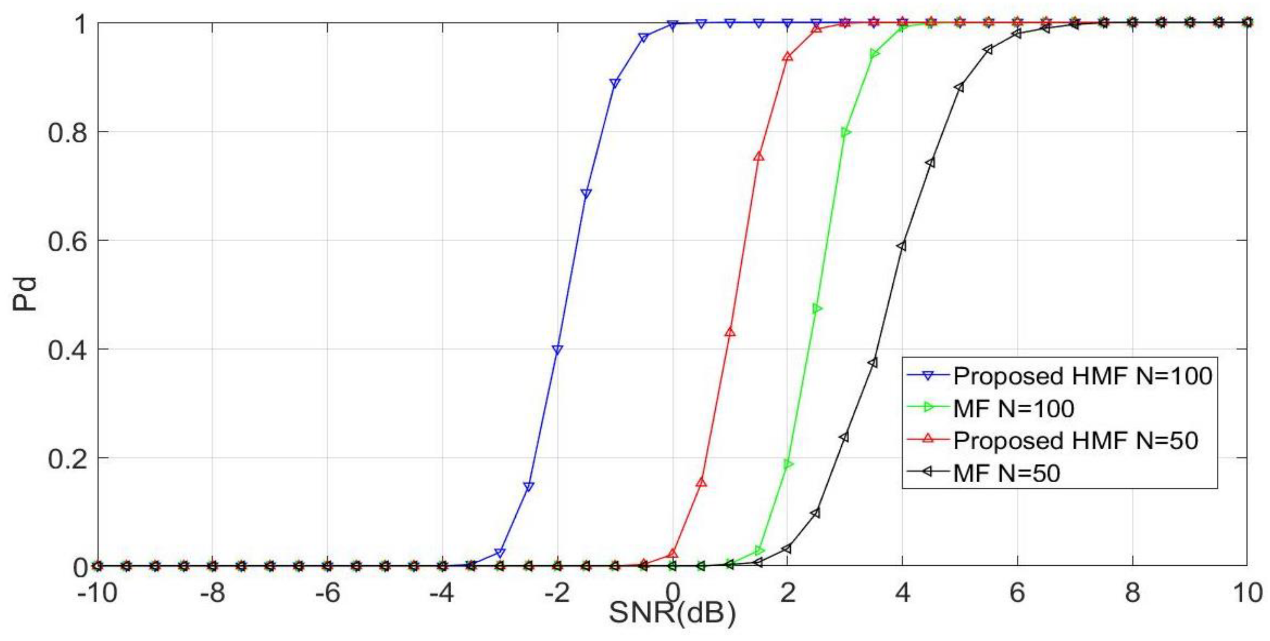 1
0.8
0.6
0.4
0.2
0
Pd
-10 -8 -6 -4 -2 0 2 4 6 8 10
SNR(dB)
Proposed HMF N=100
MF N=100
Proposed HMF N=50
MF N=50